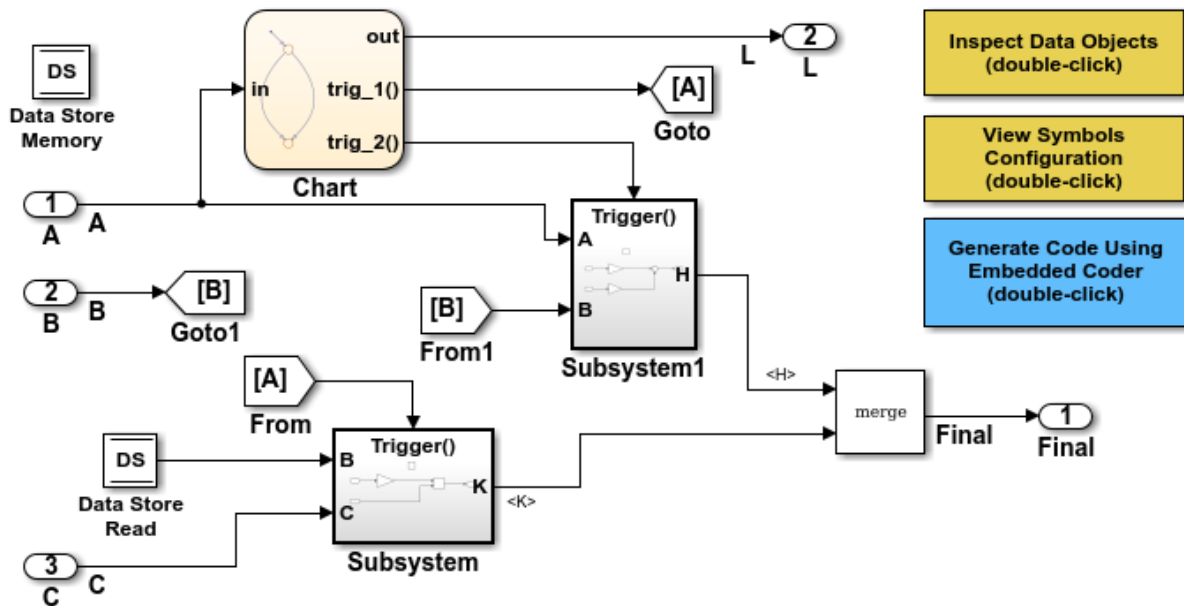 DS
Data Store
Memory
in
out
trig_1()
trig_2()
Chart
L
2
L
[A]
Goto
Inspect Data Objects
(double-click)
View Symbols
Configuration
(double-click)
Generate Code Using
Embedded Coder
(double-click)
1
A
A
2
B
B
[B]
Goto1
[B]
From1
Trigger()
A
B
H
Subsystem1
<H>
[A]
From
DS
Data Store
Read
Trigger()
B
C
K
Subsystem
<K>
merge
Final
1
Final
3
C
C